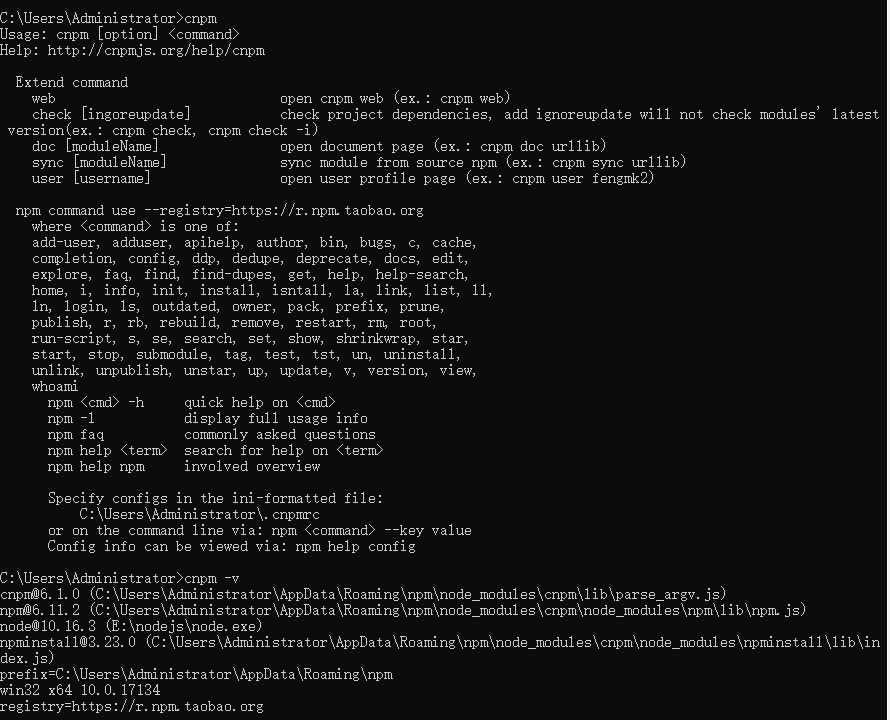 C:\Users\Administrator>cnpm
Usage: cnpm [option] <command>
Help: http://cnpmjs.org/help/cnpm
Extend command
web open cnpm web (ex.: cnpm web)
check [ingoreupdate] check project dependencies, add ignoreupdate will not check modules' latest
version(ex.: cnpm check, cnpm check -i)
doc [moduleName] open document page (ex.: cnpm doc urllib)
sync [moduleName] sync module from source npm (ex.: cnpm sync urllib)
user [username] open user profile page (ex.: cnpm user fengmk2)
npm command use --registry=https://r.npm.taobao.org
where <command> is one of:
add-user, adduser, apihelp, author, bin, bugs, c, cache,
completion, config, ddp, dedupe, deprecate, docs, edit,
explore, faq, find, find-dupes, get, help, help-search,
home, i, info, init, install, isntall, la, link, list, ll,
ln, login, ls, outdated, owner, pack, prefix, prune,
publish, r, rb, rebuild, remove, restart, rm, root,
run-script, s, se, search, set, show, shrinkwrap, star,
start, stop, submodule, tag, test, tst, un, uninstall,
unlink, unpublish, unstar, up, update, v, version, view,
whoami
npm <cmd> -h quick help on <cmd>
npm -l display full usage info
npm faq commonly asked questions
npm help <term> search for help on <term>
npm help npm involved overview
Specify configs in the ini-formatted file:
C:\Users\Administrator\.cnpmrc
or on the command line via: npm <command> --key value
Config info can be viewed via: npm help config
C:\Users\Administrator>cnpm -v
cnpm@6.1.0 (C:\Users\Administrator\AppData\Roaming\npm\node_modules\cnpm\lib\parse_argv.js)
npm@6.11.2 (C:\Users\Administrator\AppData\Roaming\npm\node_modules\cnpm\node_modules\npm\lib\npm.js)
node@10.16.3 (E:\nodejs\node.exe)
npminstall@3.23.0 (C:\Users\Administrator\AppData\Roaming\npm\node_modules\cnpm\node_modules\npminstall\lib\in
dex.js)
prefix=C:\Users\Administrator\AppData\Roaming\npm
win32 x64 10.0.17134
registry=https://r.npm.taobao.org